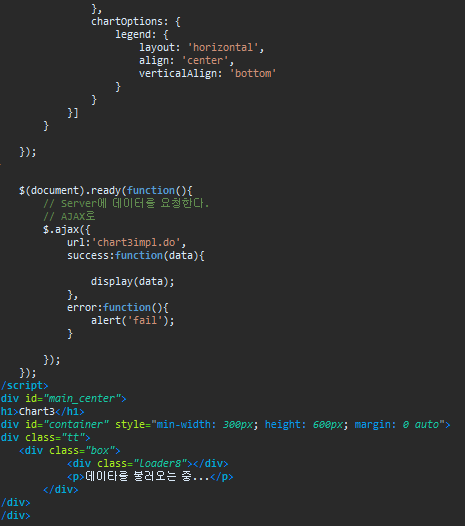 },
chartOptions: {
legend: {
layout: 'horizontal',
align: 'center',
verticalAlign: 'bottom'
}
}
}]
}
});
$(document).ready(function(){
// Server에 데이터를 요청한다.
// AJAX로
$.ajax({
url:'chart3impl.do',
success:function(data){
display(data);
},
error:function(){
alert('fail');
}
});
});
/script>
div id="main_center">
h1>Chart3</h1>
div id="container" style="min-width: 300px; height: 600px; margin: 0 auto">
div class="tt">
<div class="box">
<div class="loader8"></div>
<p>데이타를 불러오는 중...</p>
</div>
/div>
/div>